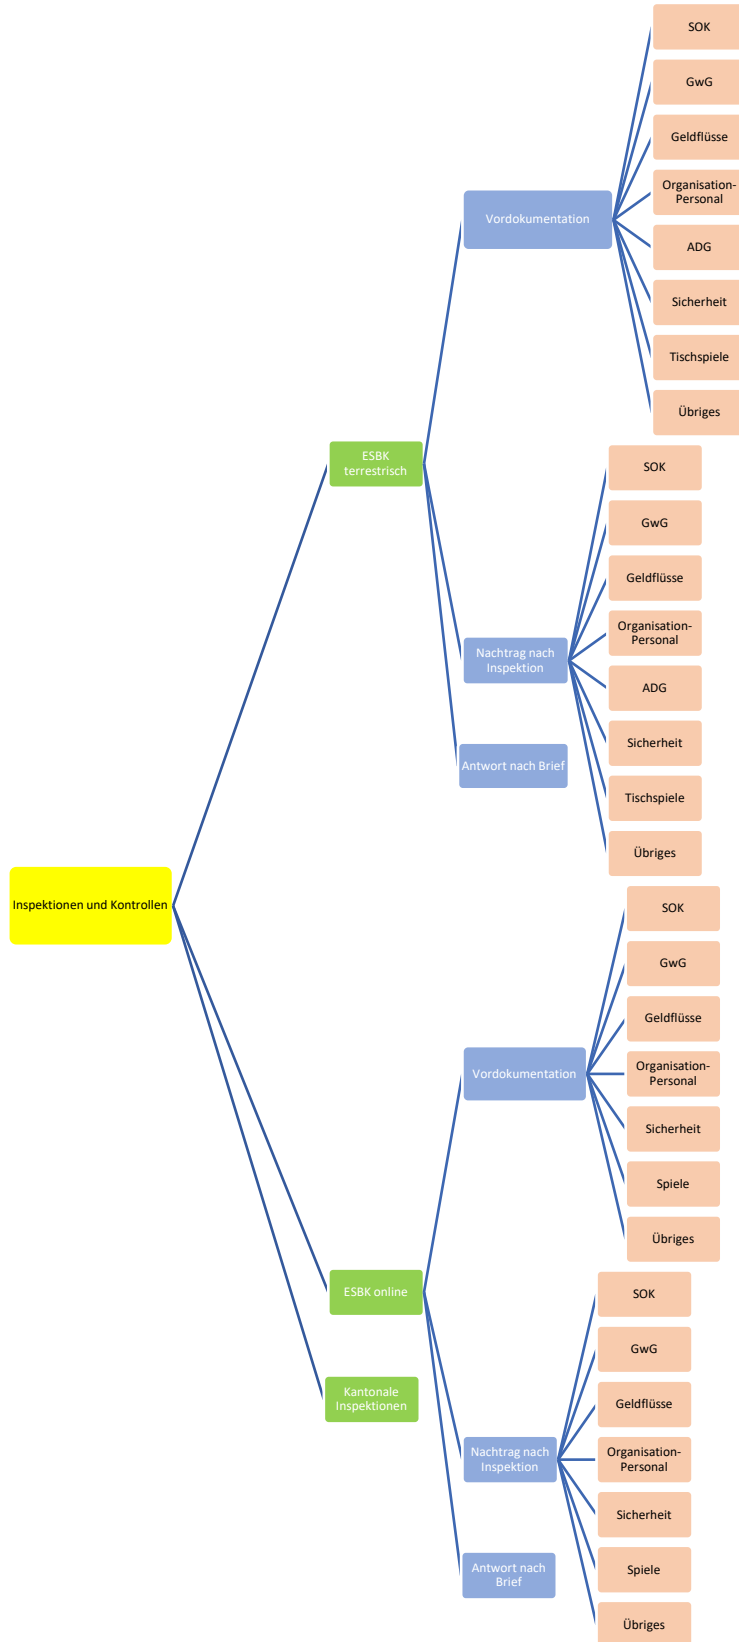 Inspektionen und Kontrollen
ESBK
terrestrisch
Vordokumentation
SOK
GwG
Geldflüsse
Organisation-
Personal
ADG
Sicherheit
Tischspiele
Übriges
Nachtrag nach
Inspektion
SOK
GwG
Geldflüsse
Organisation-
Personal
ADG
Sicherheit
Tischspiele
Übriges
Antwort nach Brief
ESBK online
Vordokumentation
SOK
GwG
Geldflüsse
Organisation-
Personal
Sicherheit
Spiele
Übriges
Nachtrag nach
Inspektion
SOK
GwG
Geldflüsse
Organisation-
Personal
Sicherheit
Spiele
Übriges
Antwort nach
Brief
Kantonale
Inspektionen